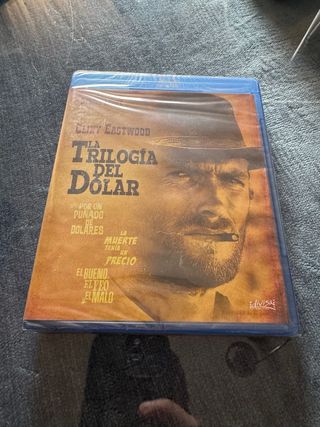 CLINT EASTWOOD
LA
TRILOGÍA
DEL
DÓLAR
POR UN
PUÑADO
DE
DÓLARES
LA
MUERTE
TENÍA UN
PRECIO
EL BUENO,
EL FEO Y
EL MALO
divisa